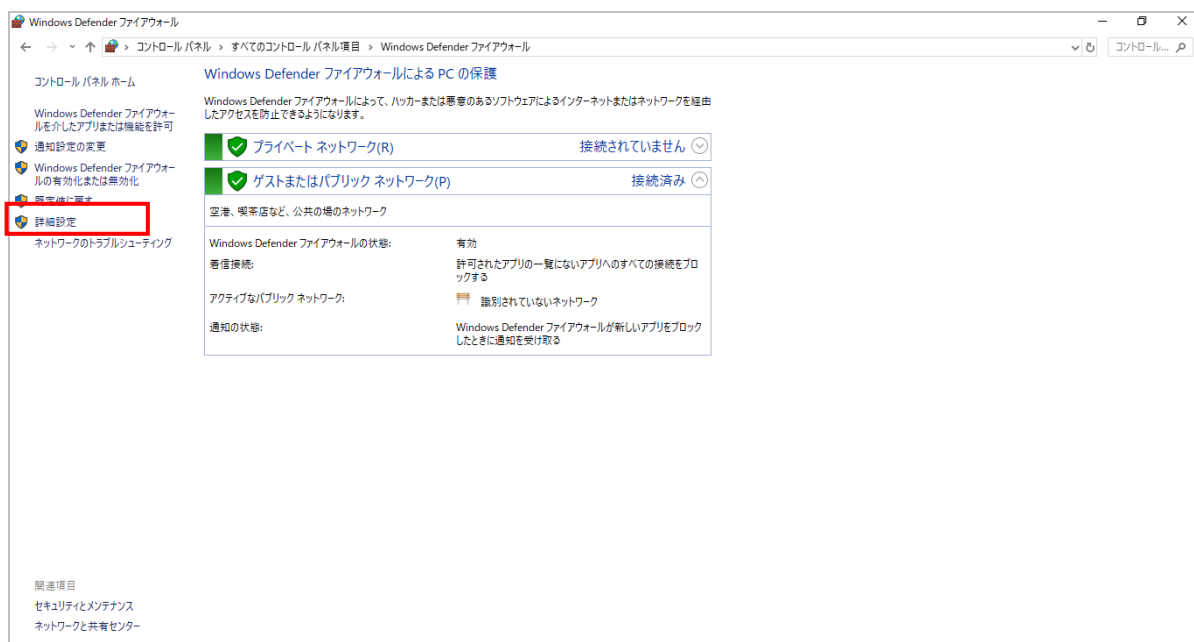 Windows Defender ファイアウォール
コントロール パネル › すべてのコントロール パネル項目 › Windows Defender ファイアウォール
コントロール...
コントロール パネル ホーム
Windows Defender ファイアウォー
ルを介したアプリまたは機能を許可
通知設定の変更
Windows Defender ファイアウォー
ルの有効化または無効化
既定値に戻す
詳細設定
ネットワークのトラブルシューティング
Windows Defender ファイアウォールによる PC の保護
Windows Defender ファイアウォールによって、ハッカーまたは悪意のあるソフトウェアによるインターネットまたはネットワークを経由
したアクセスを防止できるようになります。
プライベート ネットワーク(R) 接続されていません
ゲストまたはパブリック ネットワーク(P) 接続済み
空港、喫茶店など、公共の場のネットワーク
Windows Defender ファイアウォールの状態: 有効
着信接続: 許可されたアプリの一覧にないアプリへのすべての接続をブロ
ックする
アクティブなパブリック ネットワーク: 識別されていないネットワーク
通知の状態: Windows Defender ファイアウォールが新しいアプリをブロック
したときに通知を受け取る
関連項目
セキュリティとメンテナンス
ネットワークと共有センター